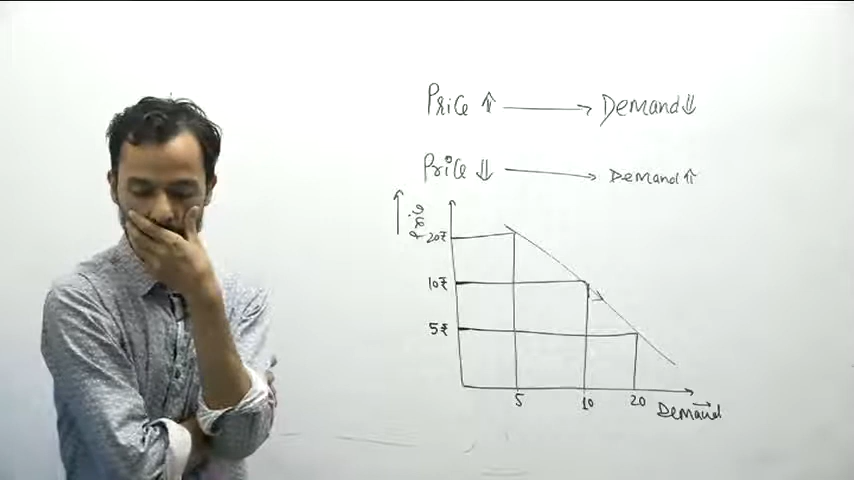 Price ⇑ → Demand ⇓
Price ⇓ → Demand ⇑
Price
20₹
10₹
5₹
5 10 20
Demand →